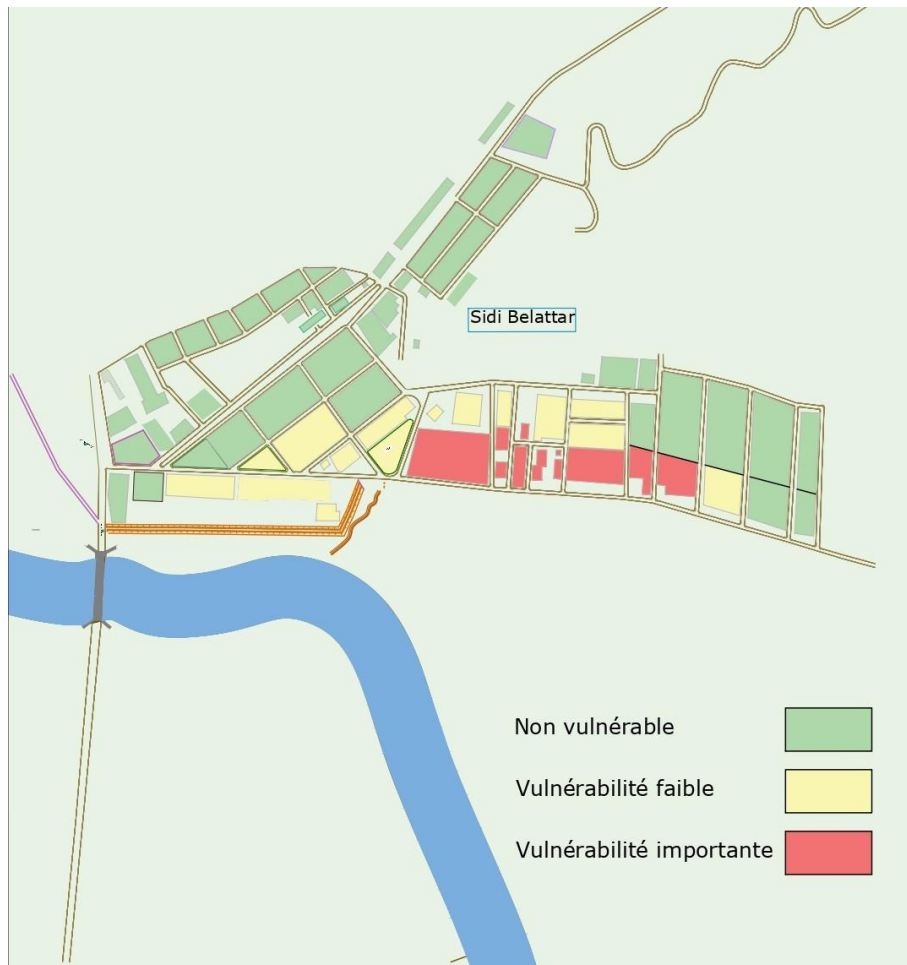 Sidi Belattar
Non vulnérable
Vulnérabilité faible
Vulnérabilité importante